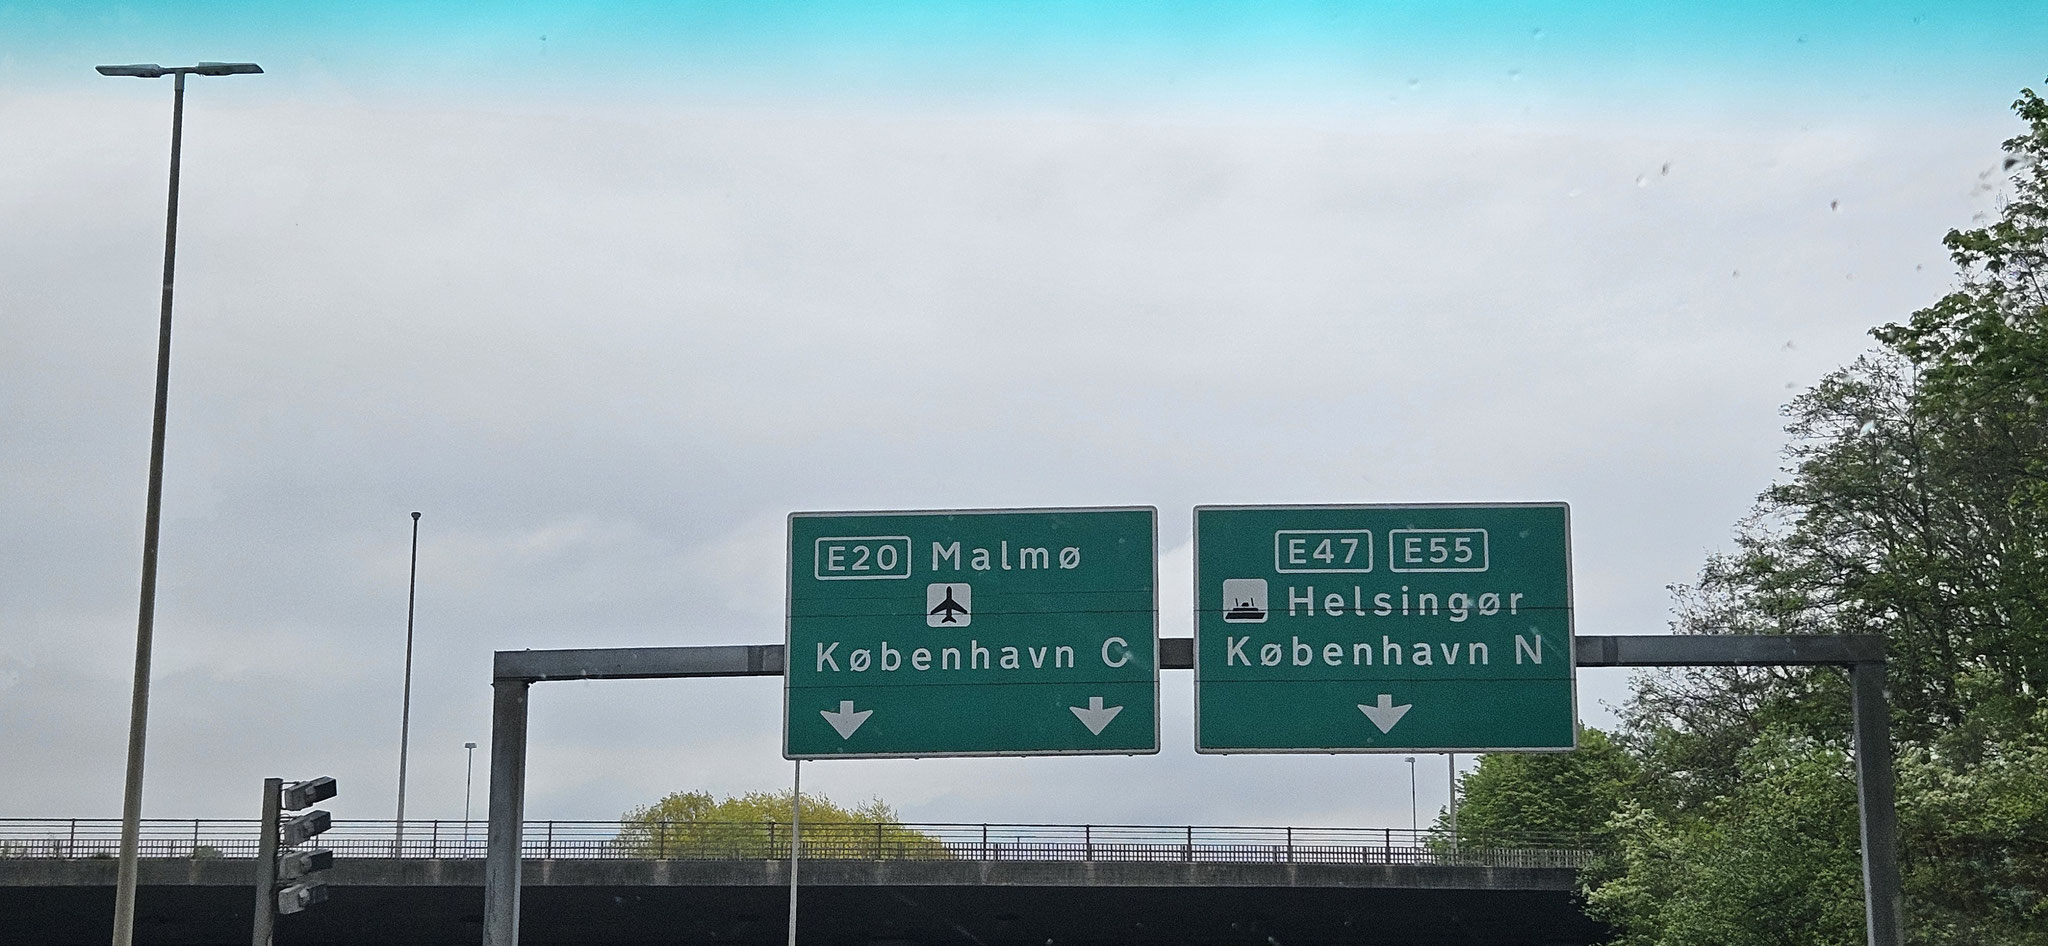 E20 Malmø
København C
E47 E55
Helsingør
København N